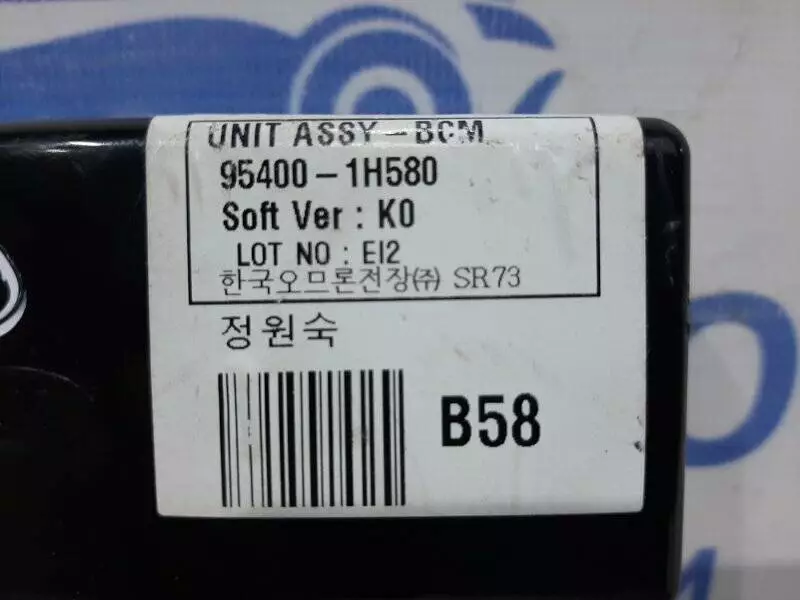 UNIT ASSY-BCM
95400-1H580
Soft Ver : K0
LOT NO : EI2
한국오므론전장㈜ SR73
정원숙
B58